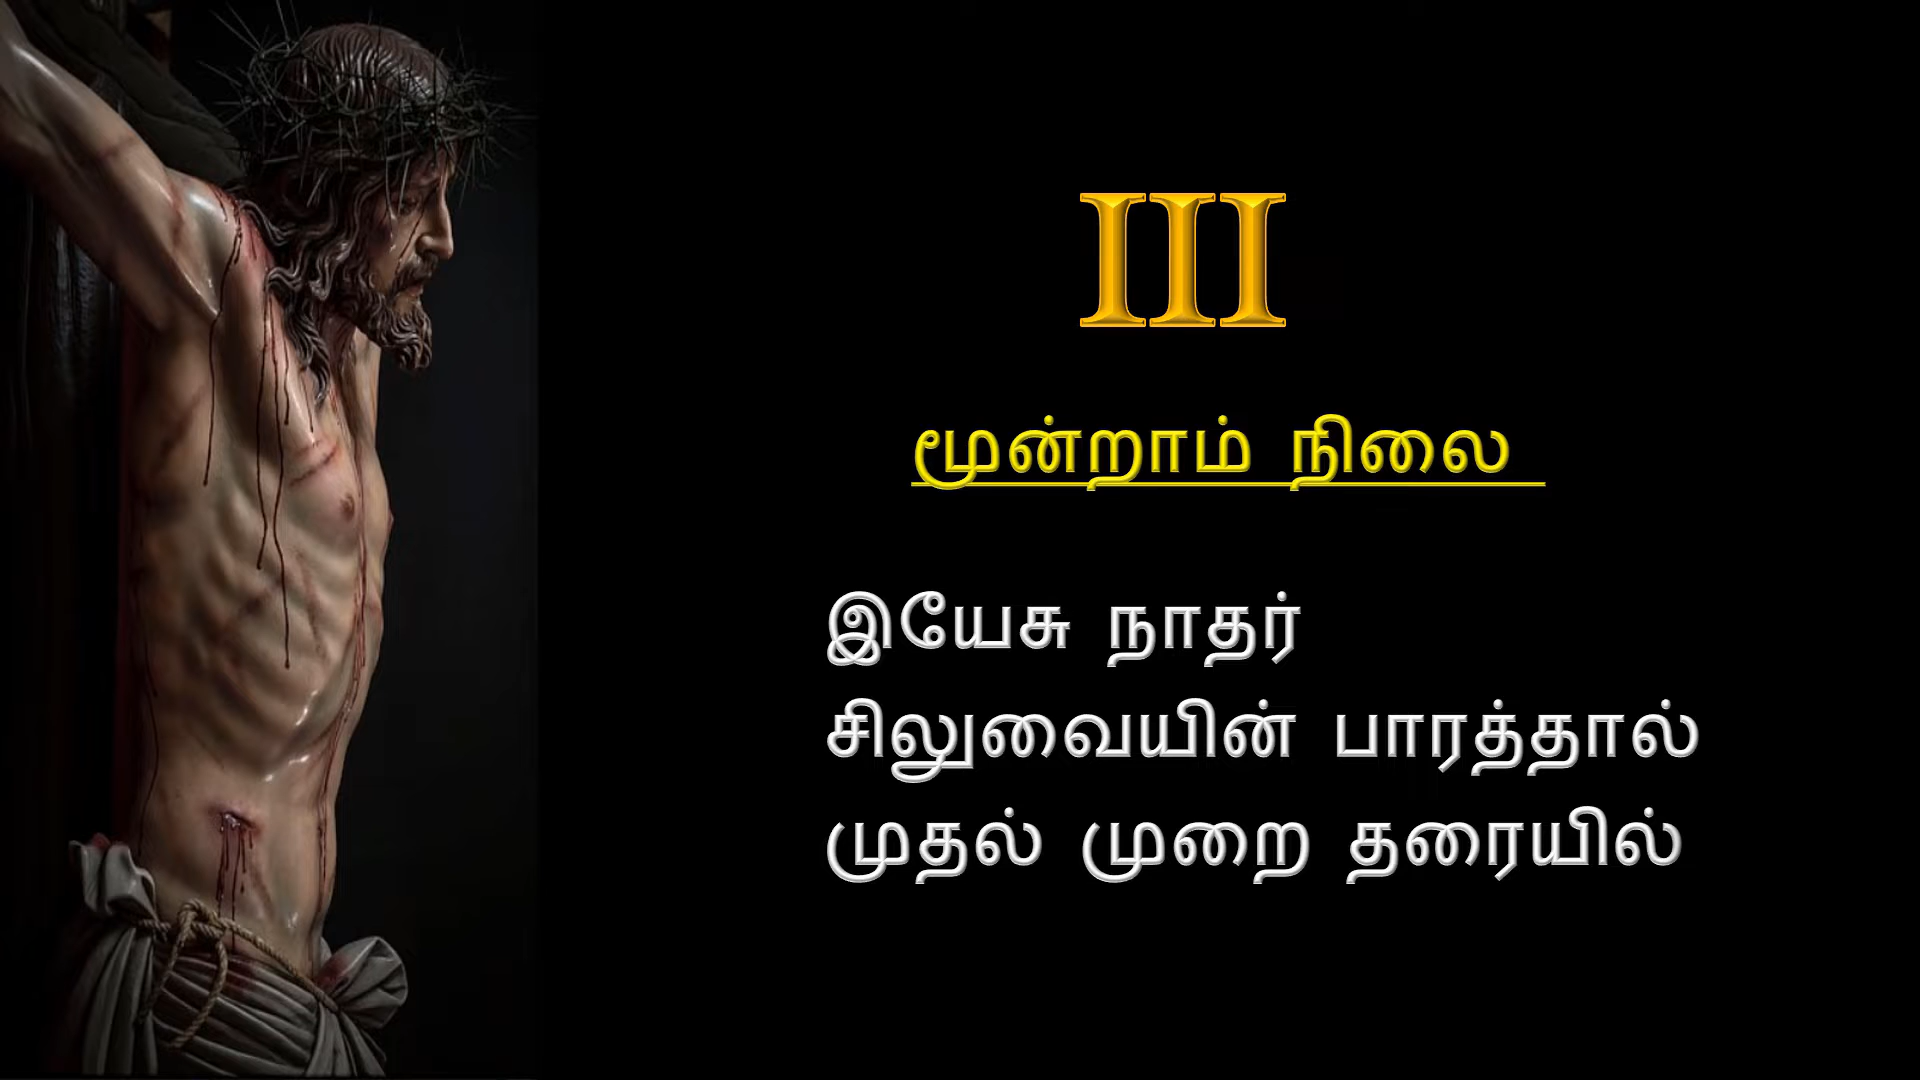 III
மூன்றாம் நிலை
இயேசு நாதர்
சிலுவையின் பாரத்தால்
முதல் முறை தரையில்